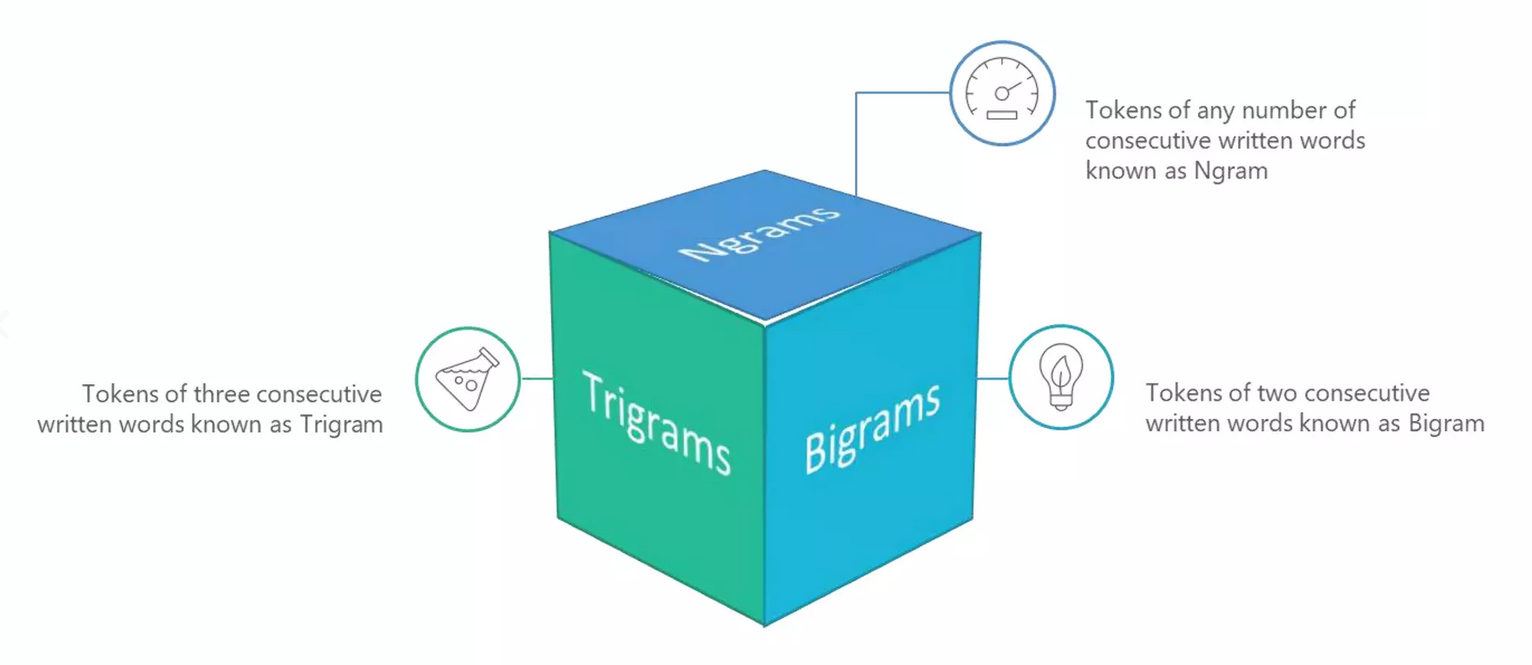 Tokens of any number of
consecutive written words
known as Ngram
Ngrams
Tokens of three consecutive
written words known as Trigram
Trigrams
Bigrams
Tokens of two consecutive
written words known as Bigram